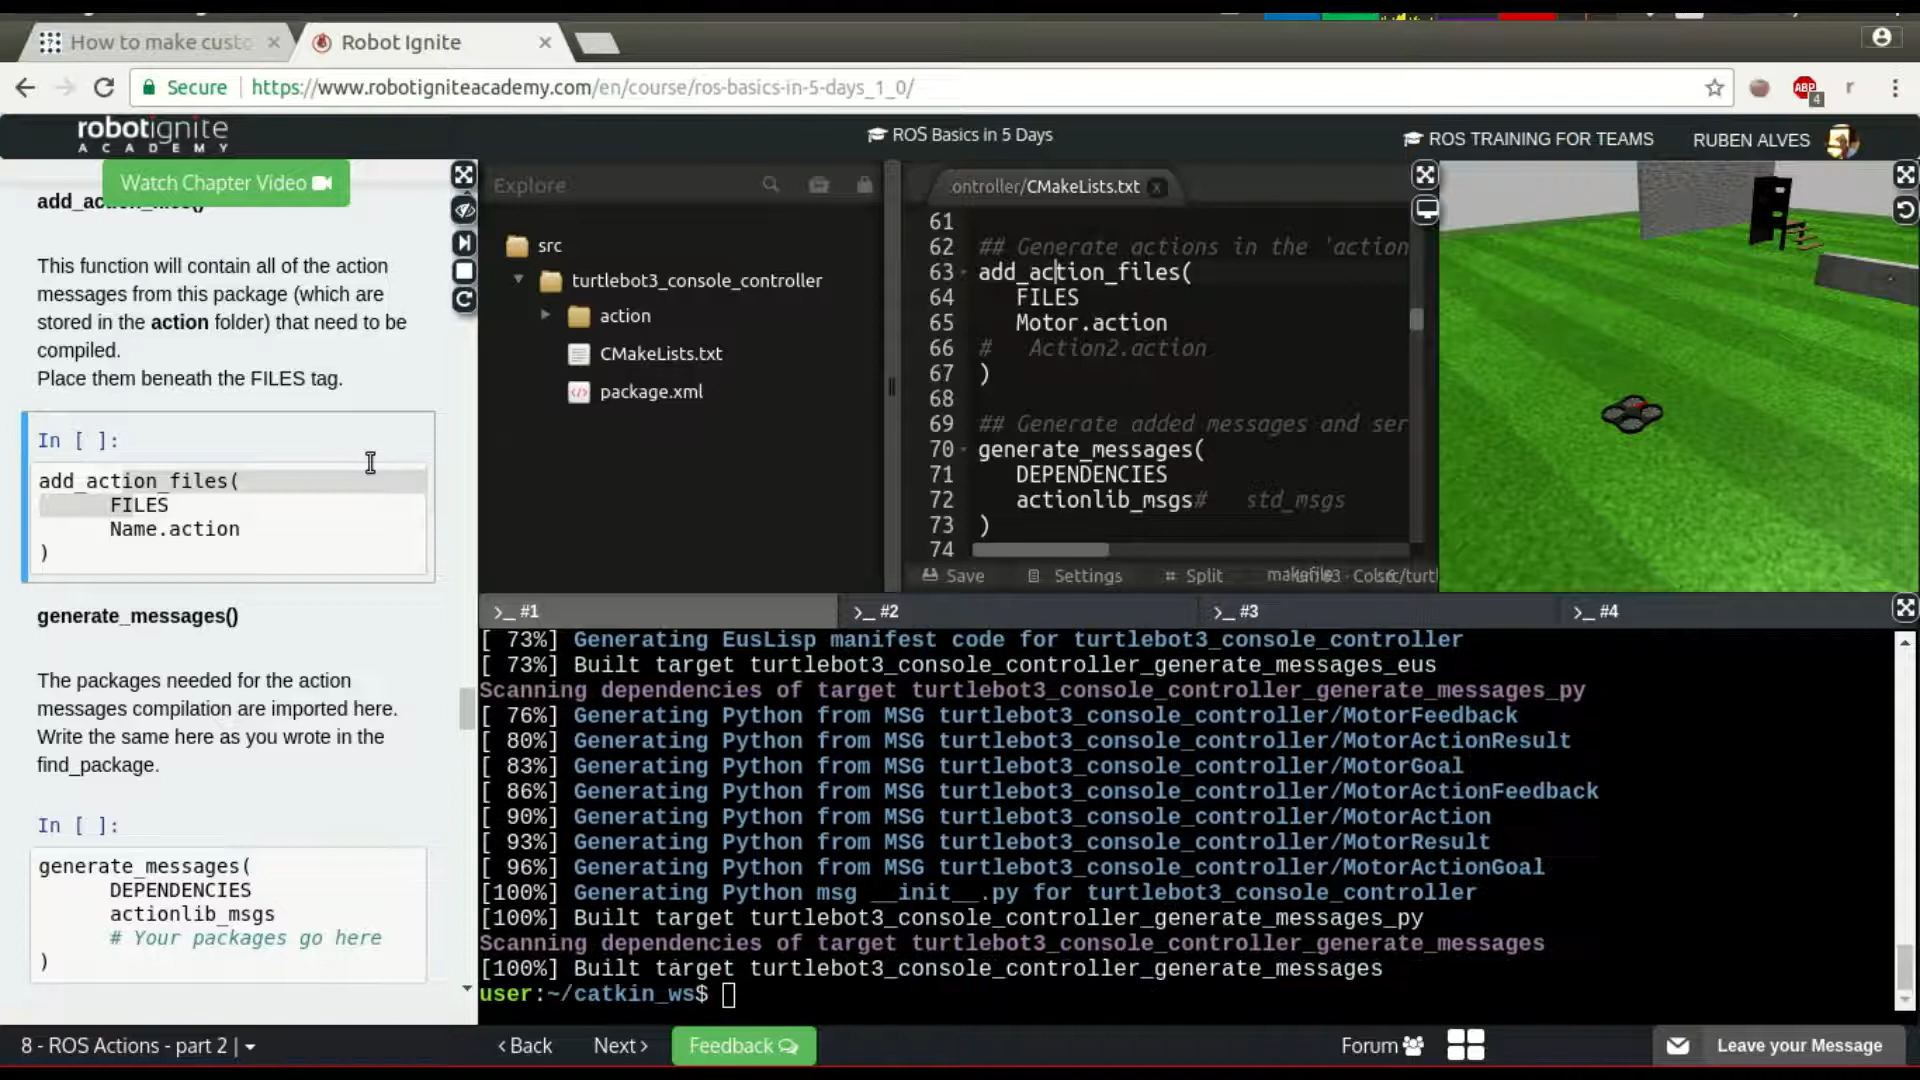 How to make custo
Robot Ignite
Secure
https://www.robotigniteacademy.com/en/course/ros-basics-in-5-days_1_0/
ABP
4
r
robotignite
ACADEMY
ROS Basics in 5 Days
ROS TRAINING FOR TEAMS
RUBEN ALVES
Watch Chapter Video
add_action_files()
This function will contain all of the action
messages from this package (which are
stored in the action folder) that need to be
compiled.
Place them beneath the FILES tag.
In [ ]:
add_action_files(
FILES
Name.action
)
generate_messages()
The packages needed for the action
messages compilation are imported here.
Write the same here as you wrote in the
find_package.
In [ ]:
generate_messages(
DEPENDENCIES
actionlib_msgs
# Your packages go here
)
Explore
src
turtlebot3_console_controller
action
CMakeLists.txt
package.xml
ontroller/CMakeLists.txt x
61
62 ## Generate actions in the 'action
63 add_action_files(
64 FILES
65 Motor.action
66 # Action2.action
67 )
68
69 ## Generate added messages and ser
70 generate_messages(
71 DEPENDENCIES
72 actionlib_msgs# std_msgs
73 )
74
Save Settings Split
>_ #1 >_ #2 >_ #3 >_ #4
[ 73%] Generating EusLisp manifest code for turtlebot3_console_controller
[ 73%] Built target turtlebot3_console_controller_generate_messages_eus
Scanning dependencies of target turtlebot3_console_controller_generate_messages_py
[ 76%] Generating Python from MSG turtlebot3_console_controller/MotorFeedback
[ 80%] Generating Python from MSG turtlebot3_console_controller/MotorActionResult
[ 83%] Generating Python from MSG turtlebot3_console_controller/MotorGoal
[ 86%] Generating Python from MSG turtlebot3_console_controller/MotorActionFeedback
[ 90%] Generating Python from MSG turtlebot3_console_controller/MotorAction
[ 93%] Generating Python from MSG turtlebot3_console_controller/MotorResult
[ 96%] Generating Python from MSG turtlebot3_console_controller/MotorActionGoal
[100%] Generating Python msg __init__.py for turtlebot3_console_controller
[100%] Built target turtlebot3_console_controller_generate_messages_py
Scanning dependencies of target turtlebot3_console_controller_generate_messages
[100%] Built target turtlebot3_console_controller_generate_messages
user:~/catkin_ws$
8 - ROS Actions - part 2 |
< Back
Next >
Feedback
Forum
Leave your Message